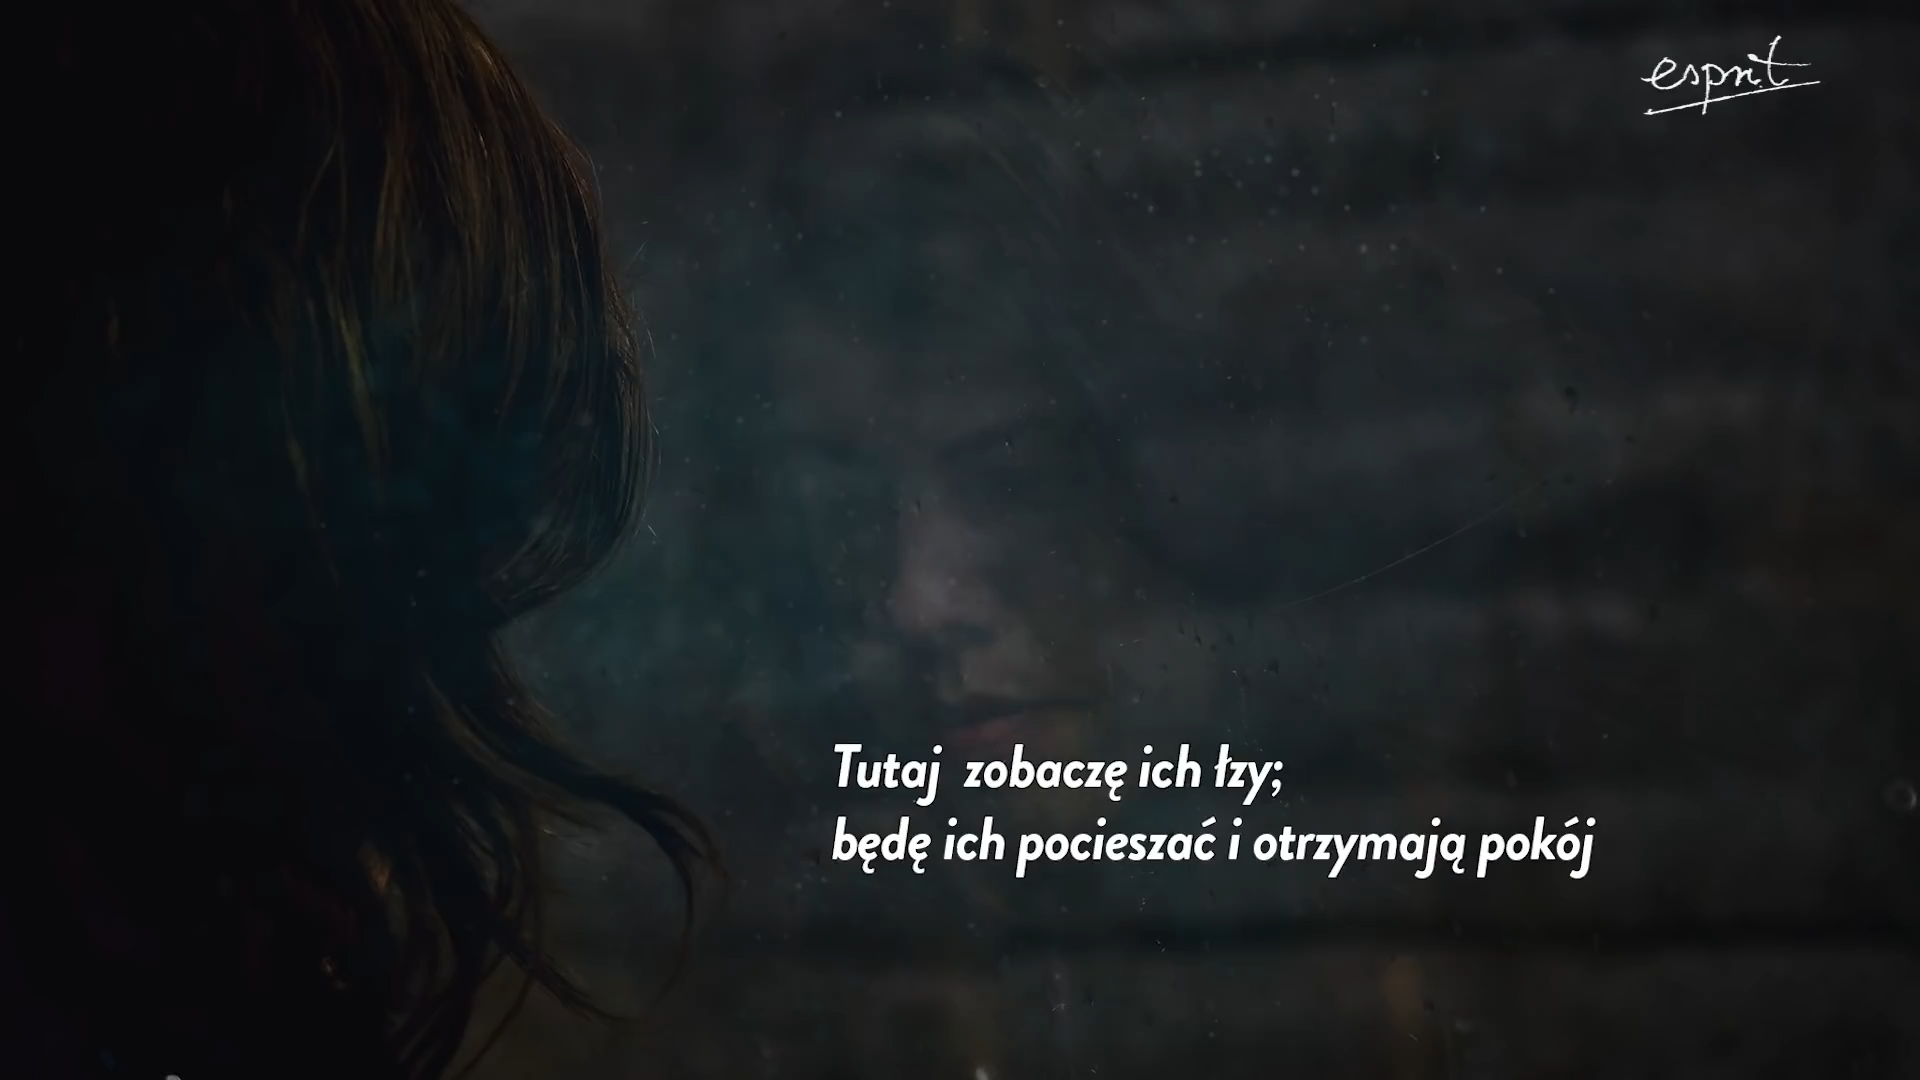 esprit
Tutaj zobaczę ich łzy;
będę ich pocieszać i otrzymają pokój